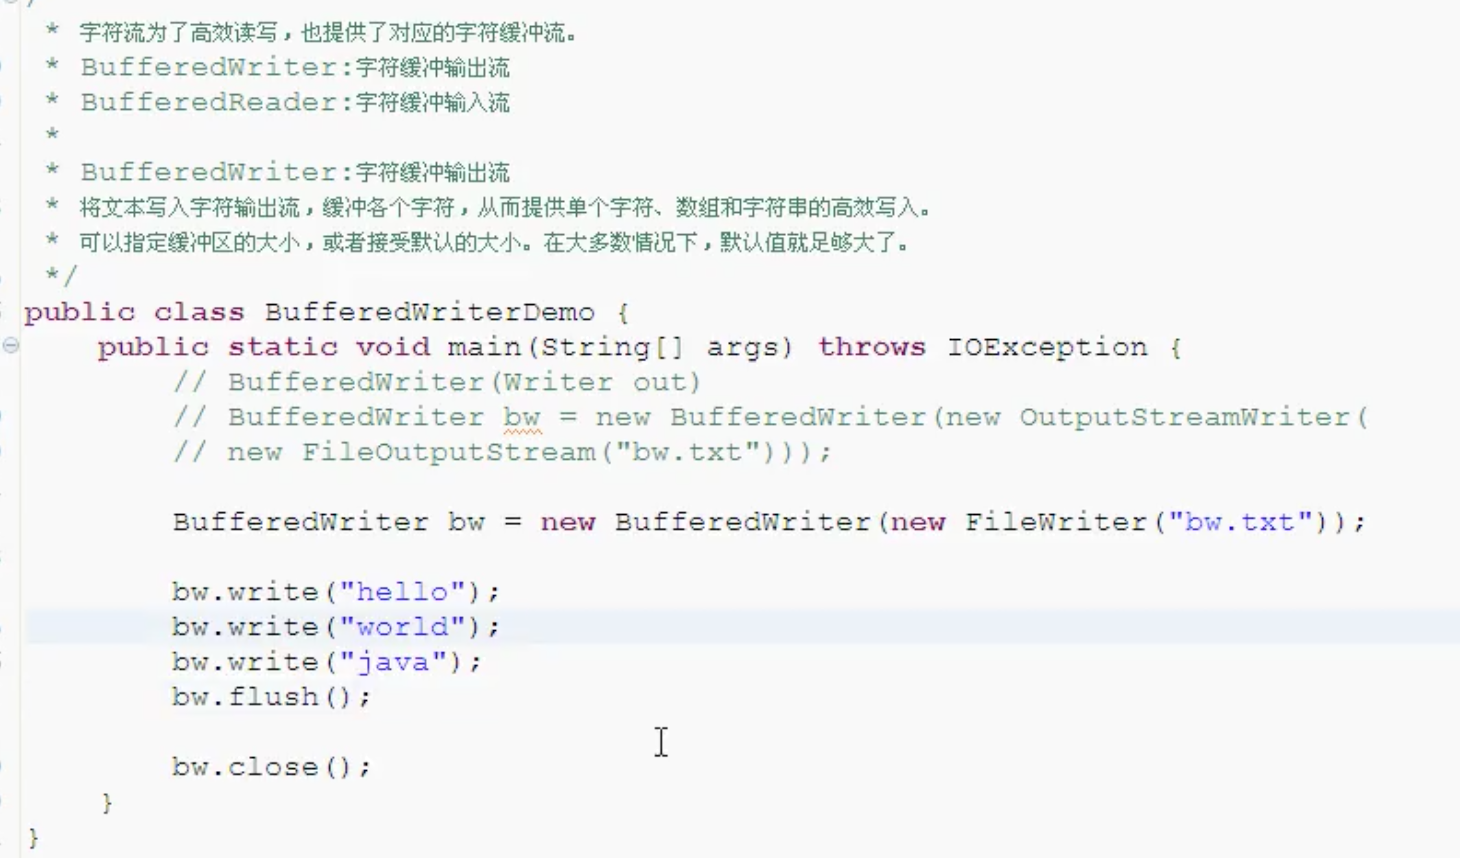 * 字符流为了高效读写，也提供了对应的字符缓冲流。
* BufferedWriter:字符缓冲输出流
* BufferedReader:字符缓冲输入流
*
* BufferedWriter:字符缓冲输出流
* 将文本写入字符输出流，缓冲各个字符，从而提供单个字符、数组和字符串的高效写入。
* 可以指定缓冲区的大小，或者接受默认的大小。在大多数情况下，默认值就足够大了。
*/
public class BufferedWriterDemo {
public static void main(String[] args) throws IOException {
// BufferedWriter(Writer out)
// BufferedWriter bw = new BufferedWriter(new OutputStreamWriter(
// new FileOutputStream("bw.txt")));
BufferedWriter bw = new BufferedWriter(new FileWriter("bw.txt"));
bw.write("hello");
bw.write("world");
bw.write("java");
bw.flush();
bw.close();
}
}